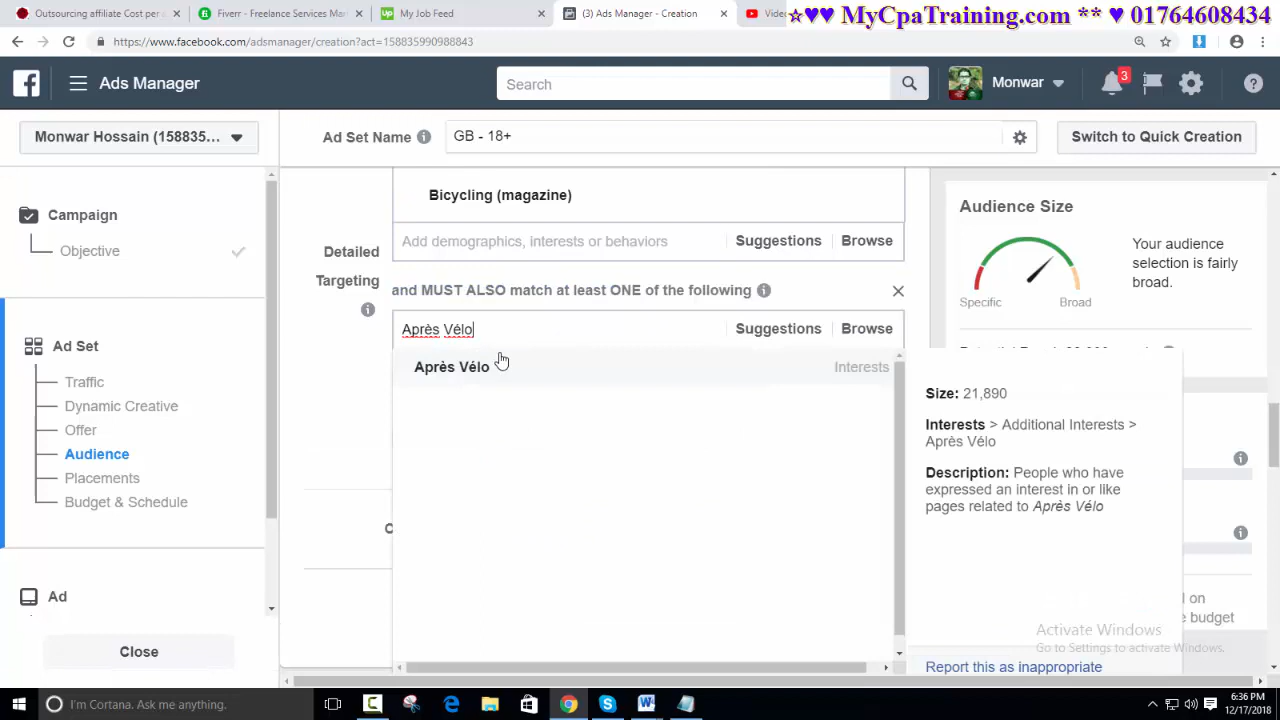 Outsourcing affiliate Cost per a
Fiverr - Freelance Services Mark
My Job Feed
(3) Ads Manager - Creation
Vide
☆♥♥ MyCpaTraining.com ** ♥ 01764608434
https://www.facebook.com/adsmanager/creation?act=158835990988843
Ads Manager
Search
Monwar
3
Monwar Hossain (158835...
Ad Set Name
GB - 18+
Switch to Quick Creation
Campaign
Objective
Ad Set
Traffic
Dynamic Creative
Offer
Audience
Placements
Budget & Schedule
Ad
Close
Bicycling (magazine)
Detailed
Targeting
Add demographics, interests or behaviors
Suggestions
Browse
and MUST ALSO match at least ONE of the following
Après Vélo
Suggestions
Browse
Après Vélo
Interests
Audience Size
Specific
Broad
Your audience
selection is fairly
broad.
Size: 21,890
Interests > Additional Interests >
Après Vélo
Description: People who have
expressed an interest in or like
pages related to Après Vélo
Report this as inappropriate
d on
e budget
Activate Windows
Go to Settings to activate Windows.
I'm Cortana. Ask me anything.
6:36 PM
12/17/2018